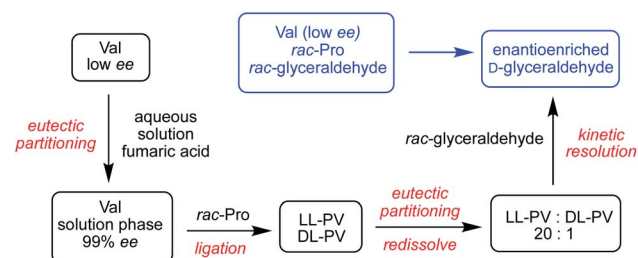 Val
low ee
Val (low ee)
rac-Pro
rac-glyceraldehyde
enantioenriched
D-glyceraldehyde
eutectic
partitioning
aqueous
solution
fumaric acid
rac-glyceraldehyde
kinetic
resolution
Val
solution phase
99% ee
rac-Pro
ligation
LL-PV
DL-PV
eutectic
partitioning
redissolve
LL-PV : DL-PV
20 : 1